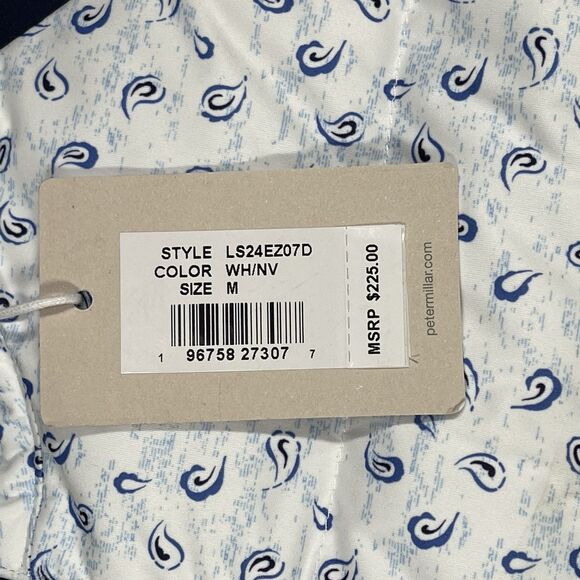 STYLE LS24EZ07D
COLOR WH/NV
SIZE M
1 96758 27307 7
MSRP $225.00
petermillar.com